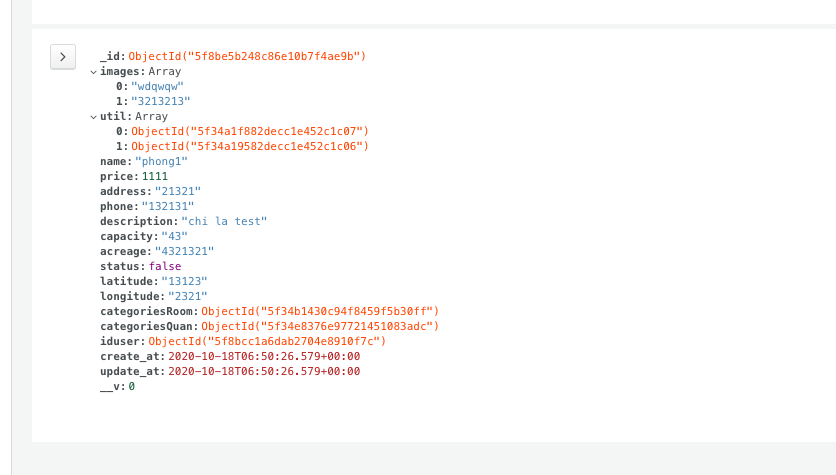 _id: ObjectId("5f8be5b248c86e10b7f4ae9b")
images: Array
0: "wdqwqw"
1: "3213213"
util: Array
0: ObjectId("5f34a1f882decc1e452c1c07")
1: ObjectId("5f34a19582decc1e452c1c06")
name: "phong1"
price: 1111
address: "21321"
phone: "132131"
description: "chi la test"
capacity: "43"
acreage: "4321321"
status: false
latitude: "13123"
longitude: "2321"
categoriesRoom: ObjectId("5f34b1430c94f8459f5b30ff")
categoriesQuan: ObjectId("5f34e8376e97721451083adc")
iduser: ObjectId("5f8bcc1a6dab2704e8910f7c")
create_at: 2020-10-18T06:50:26.579+00:00
update_at: 2020-10-18T06:50:26.579+00:00
__v: 0